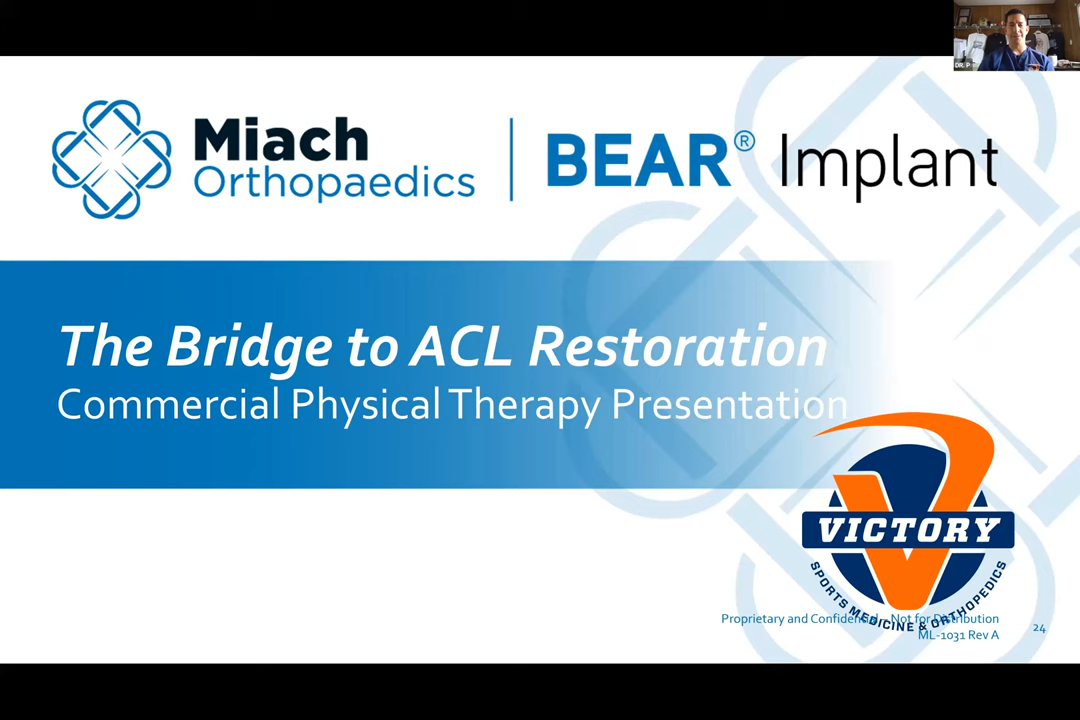 DR. P
Miach
Orthopaedics
BEAR® Implant
The Bridge to ACL Restoration
Commercial Physical Therapy Presentation
VICTORY
SPORTS MEDICINE & ORTHOPEDICS
Proprietary and Confidential – Not for Distribution
ML-1031 Rev A
24